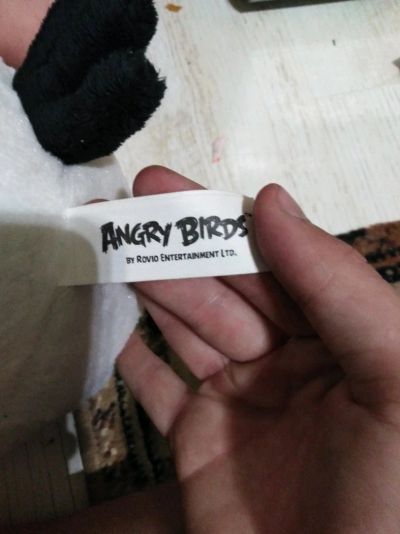 ANGRY BIRDS
BY ROVIO ENTERTAINMENT LTD.